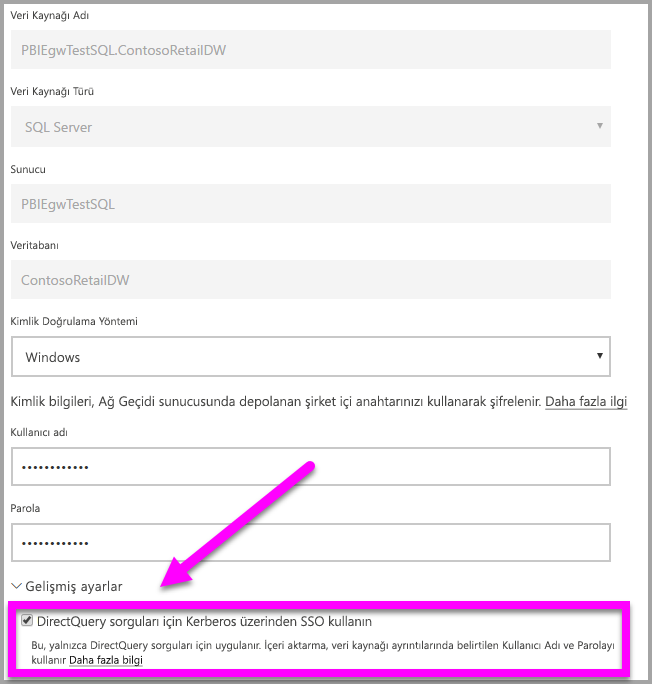 Veri Kaynağı Adı
PBIEgwTestSQL.ContosoRetailDW
Veri Kaynağı Türü
SQL Server
Sunucu
PBIEgwTestSQL
Veritabanı
ContosoRetailDW
Kimlik Doğrulama Yöntemi
Windows
Kimlik bilgileri, Ağ Geçidi sunucusunda depolanan şirket içi anahtarınızı kullanarak şifrelenir. Daha fazla ilgi
Kullanıcı adı
••••••••••••
Parola
••••••••••••
Gelişmiş ayarlar
DirectQuery sorguları için Kerberos üzerinden SSO kullanın
Bu, yalnızca DirectQuery sorguları için uygulanır. İçeri aktarma, veri kaynağı ayrıntılarında belirtilen Kullanıcı Adı ve Parolayı
kullanır Daha fazla bilgi